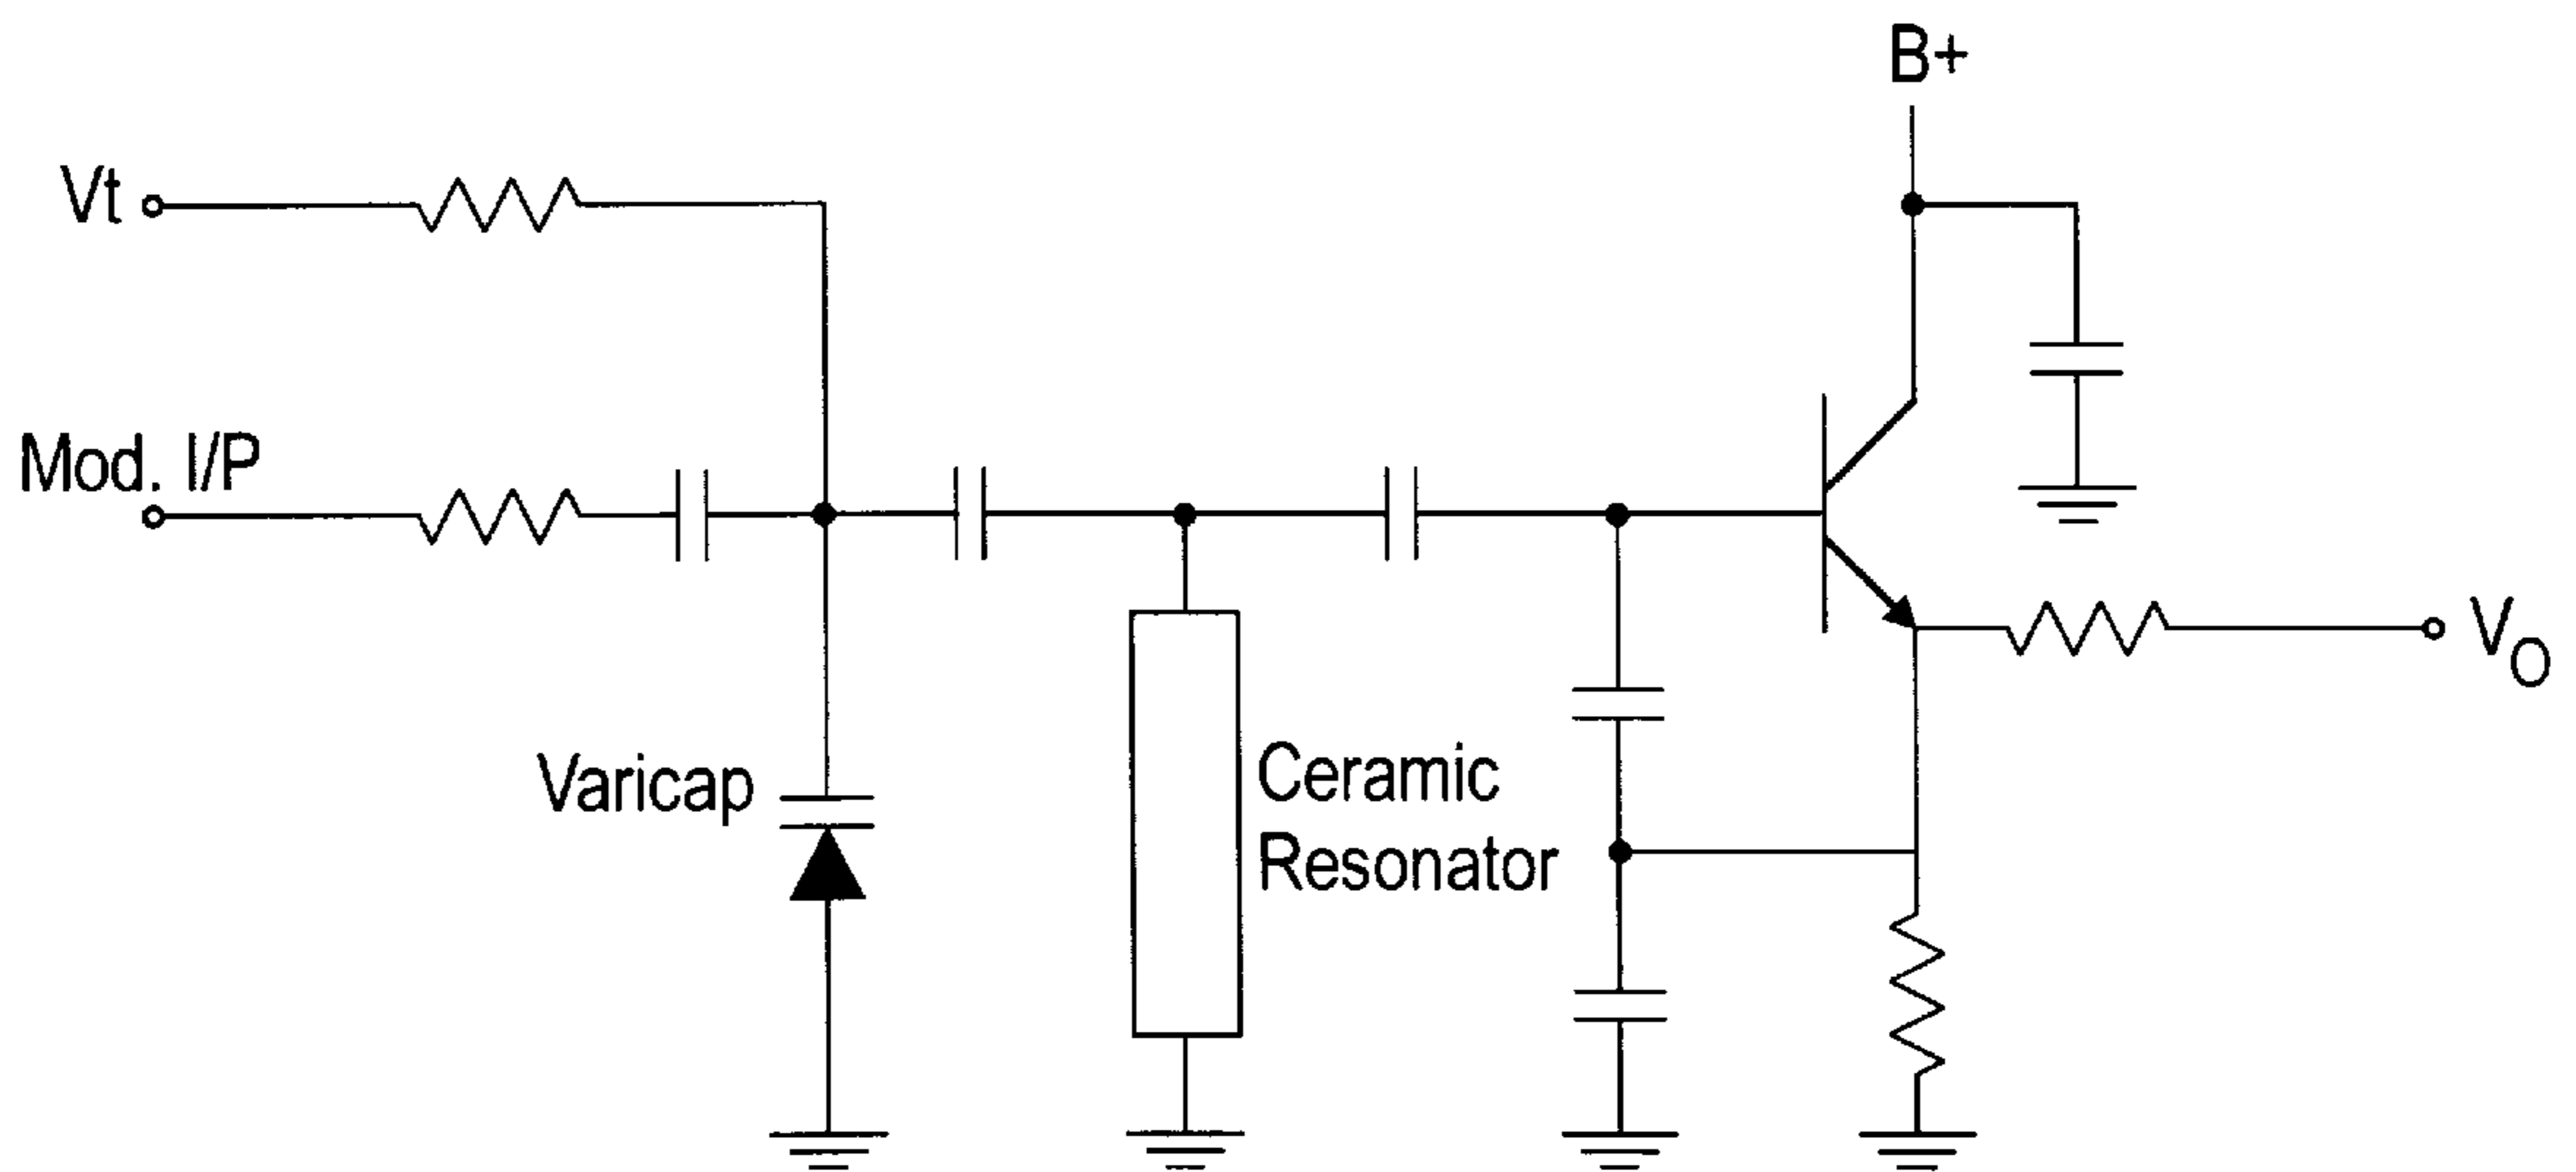 B+
Vt
Mod. I/P
VO
Varicap
Ceramic
Resonator